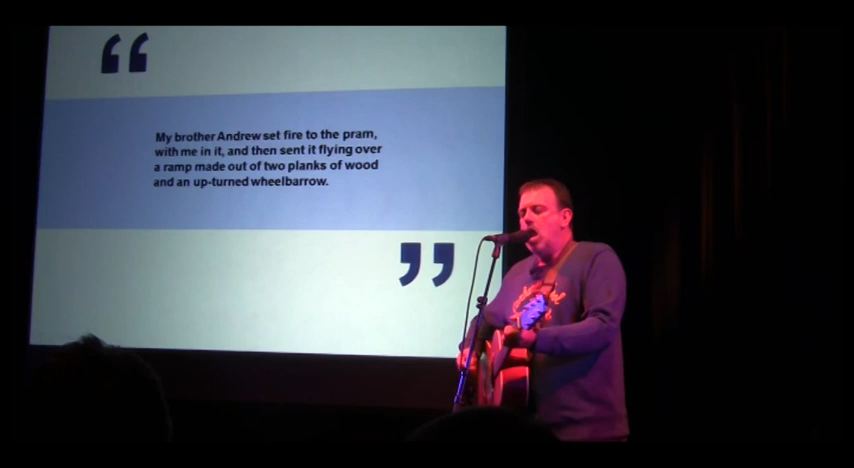 “
My brother Andrew set fire to the pram,
with me in it, and then sent it flying over
a ramp made out of two planks of wood
and an up-turned wheelbarrow.
”